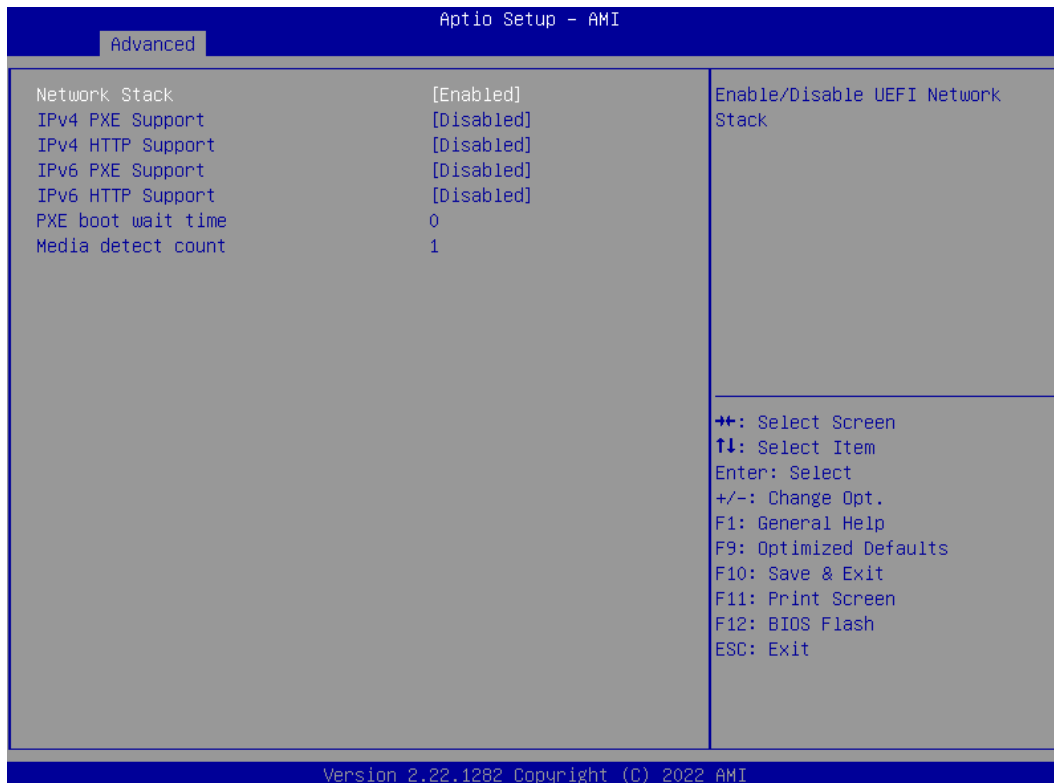 Aptio Setup – AMI
Advanced
Network Stack [Enabled]
IPv4 PXE Support [Disabled]
IPv4 HTTP Support [Disabled]
IPv6 PXE Support [Disabled]
IPv6 HTTP Support [Disabled]
PXE boot wait time 0
Media detect count 1
Enable/Disable UEFI Network
Stack
→←: Select Screen
↑↓: Select Item
Enter: Select
+/-: Change Opt.
F1: General Help
F9: Optimized Defaults
F10: Save & Exit
F11: Print Screen
F12: BIOS Flash
ESC: Exit
Version 2.22.1282 Copyright (C) 2022 AMI